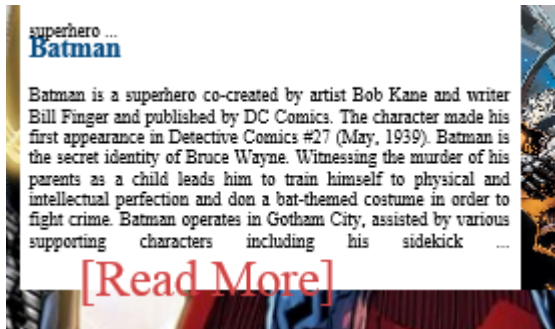 superhero ...
Batman
Batman is a superhero co-created by artist Bob Kane and writer
Bill Finger and published by DC Comics. The character made his
first appearance in Detective Comics #27 (May, 1939). Batman is
the secret identity of Bruce Wayne. Witnessing the murder of his
parents as a child leads him to train himself to physical and
intellectual perfection and don a bat-themed costume in order to
fight crime. Batman operates in Gotham City, assisted by various
supporting characters including his sidekick ...
[Read More]